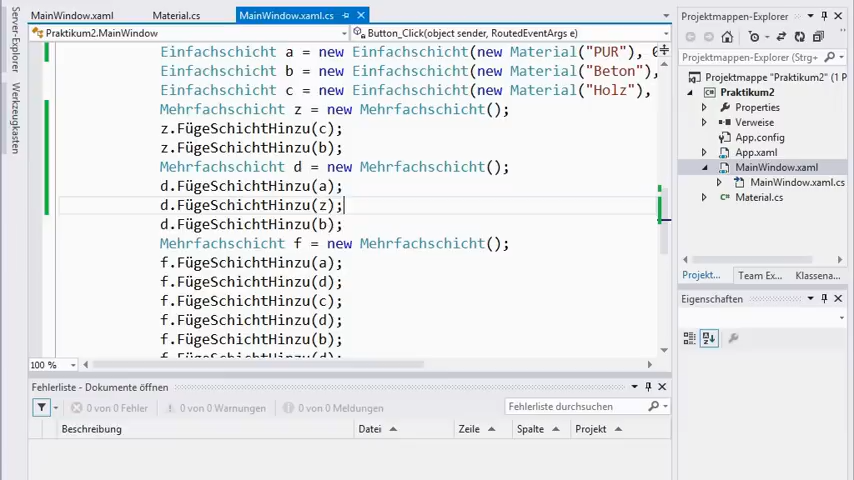 MainWindow.xaml
Material.cs
MainWindow.xaml.cs
Praktikum2.MainWindow
Button_Click(object sender, RoutedEventArgs e)
Einfachschicht a = new Einfachschicht(new Material("PUR"), 0
Einfachschicht b = new Einfachschicht(new Material("Beton"),
Einfachschicht c = new Einfachschicht(new Material("Holz"),
Mehrfachschicht z = new Mehrfachschicht();
z.FügeSchichtHinzu(c);
z.FügeSchichtHinzu(b);
Mehrfachschicht d = new Mehrfachschicht();
d.FügeSchichtHinzu(a);
d.FügeSchichtHinzu(z);
d.FügeSchichtHinzu(b);
Mehrfachschicht f = new Mehrfachschicht();
f.FügeSchichtHinzu(a);
f.FügeSchichtHinzu(d);
f.FügeSchichtHinzu(c);
f.FügeSchichtHinzu(d);
f.FügeSchichtHinzu(b);
f.FügeSchichtHinzu(d);
100 %
Server-Explorer
Werkzeugkasten
Fehlerliste - Dokumente öffnen
0 von 0 Fehler
0 von 0 Warnungen
0 von 0 Meldungen
Fehlerliste durchsuchen
Beschreibung
Datei
Zeile
Spalte
Projekt
Projektmappen-Explorer
Projektmappen-Explorer (Strg+
Projektmappe "Praktikum2" (1 P
Praktikum2
Properties
Verweise
App.config
App.xaml
MainWindow.xaml
MainWindow.xaml.cs
Material.cs
Projekt...
Team Ex...
Klassena...
Eigenschaften